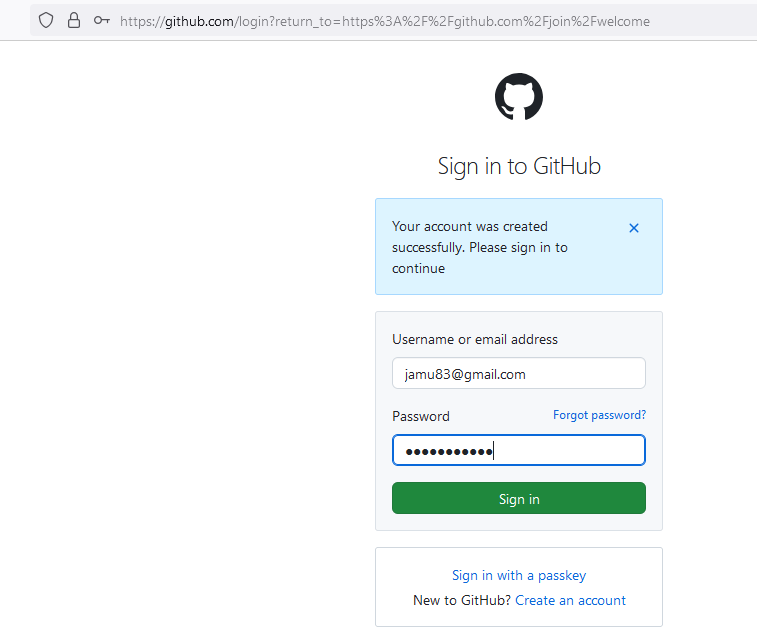 https://github.com/login?return_to=https%3A%2F%2Fgithub.com%2Fjoin%2Fwelcome
Sign in to GitHub
Your account was created
successfully. Please sign in to
continue
Username or email address
jamu83@gmail.com
Password Forgot password?
●●●●●●●●●●●
Sign in
Sign in with a passkey
New to GitHub? Create an account